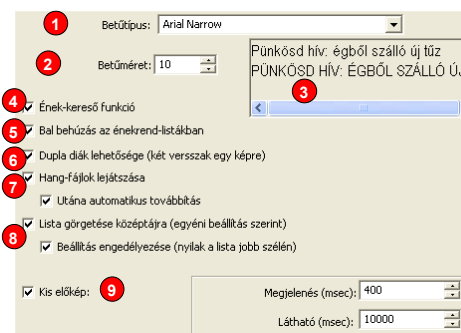 1 Betűtípus: Arial Narrow
2 Betűméret: 10
Pünkösd hív: égből szálló új tűz
PÜNKÖSD HÍV: ÉGBŐL SZÁLLÓ ÚJ
3
4 Ének-kereső funkció
5 Bal behúzás az énekrend-listákban
6 Dupla diák lehetősége (két versszak egy képre)
7 Hang-fájlok lejátszása
Utána automatikus továbbítás
8 Lista görgetése középtájra (egyéni beállítás szerint)
Beállítás engedélyezése (nyilak a lista jobb szélén)
Kis előkép: 9
Megjelenés (msec): 400
Látható (msec): 10000